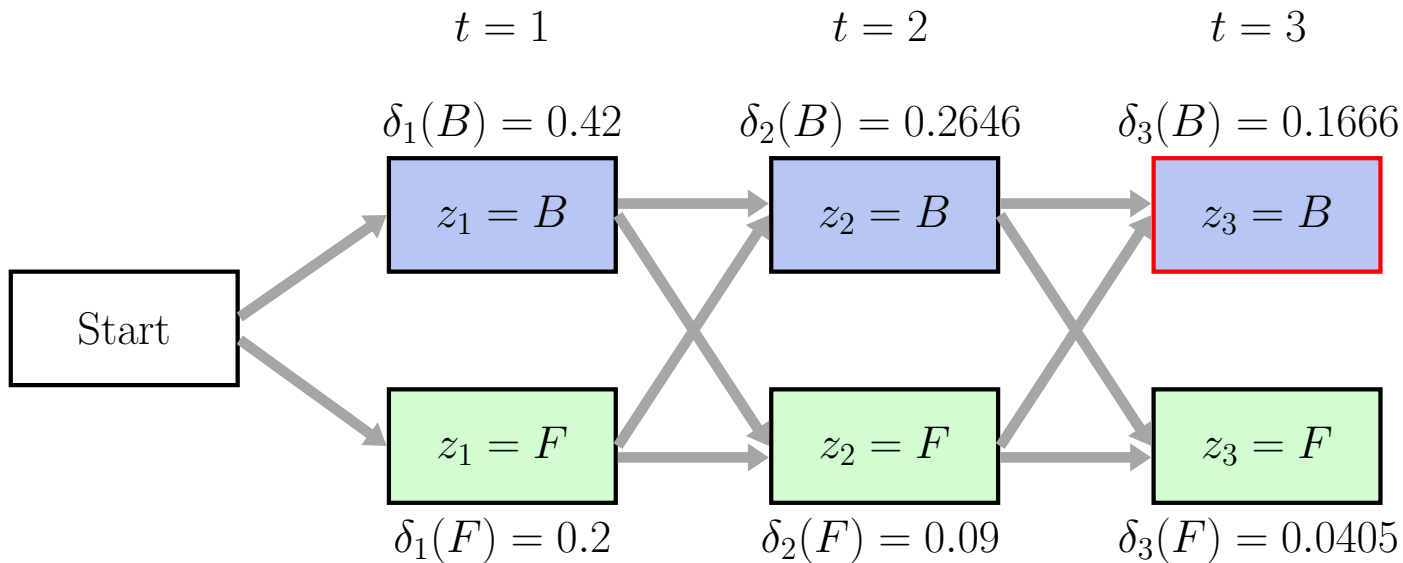 t = 1 t = 2 t = 3
δ₁(B) = 0.42 δ₂(B) = 0.2646 δ₃(B) = 0.1666
z₁ = B z₂ = B z₃ = B
Start
z₁ = F z₂ = F z₃ = F
δ₁(F) = 0.2 δ₂(F) = 0.09 δ₃(F) = 0.0405